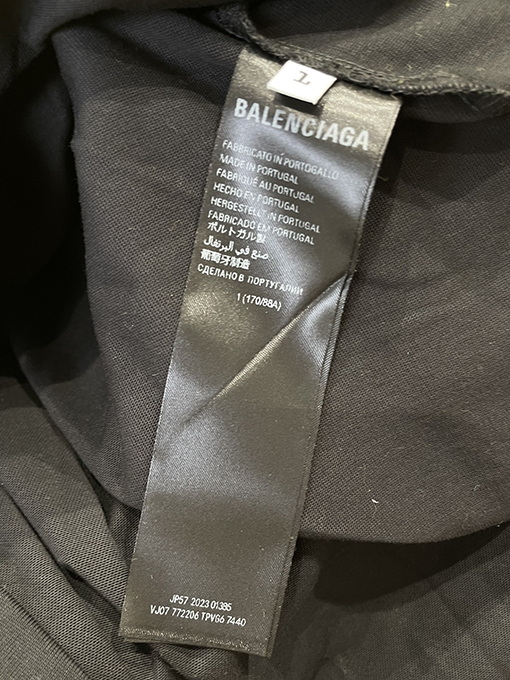 1
BALENCIAGA
FABBRICATO IN PORTOGALLO
MADE IN PORTUGAL
FABRIQUÉ AU PORTUGAL
HECHO EN PORTUGAL
HERGESTELLT IN PORTUGAL
FABRICADO EM PORTUGAL
ポルトガル製
صنع في البرتغال
葡萄牙制造
СДЕЛАНО В ПОРТУГАЛИИ
1 (170/88A)
JP57 2023 01385
VJ07 772206 TPVG6 7440